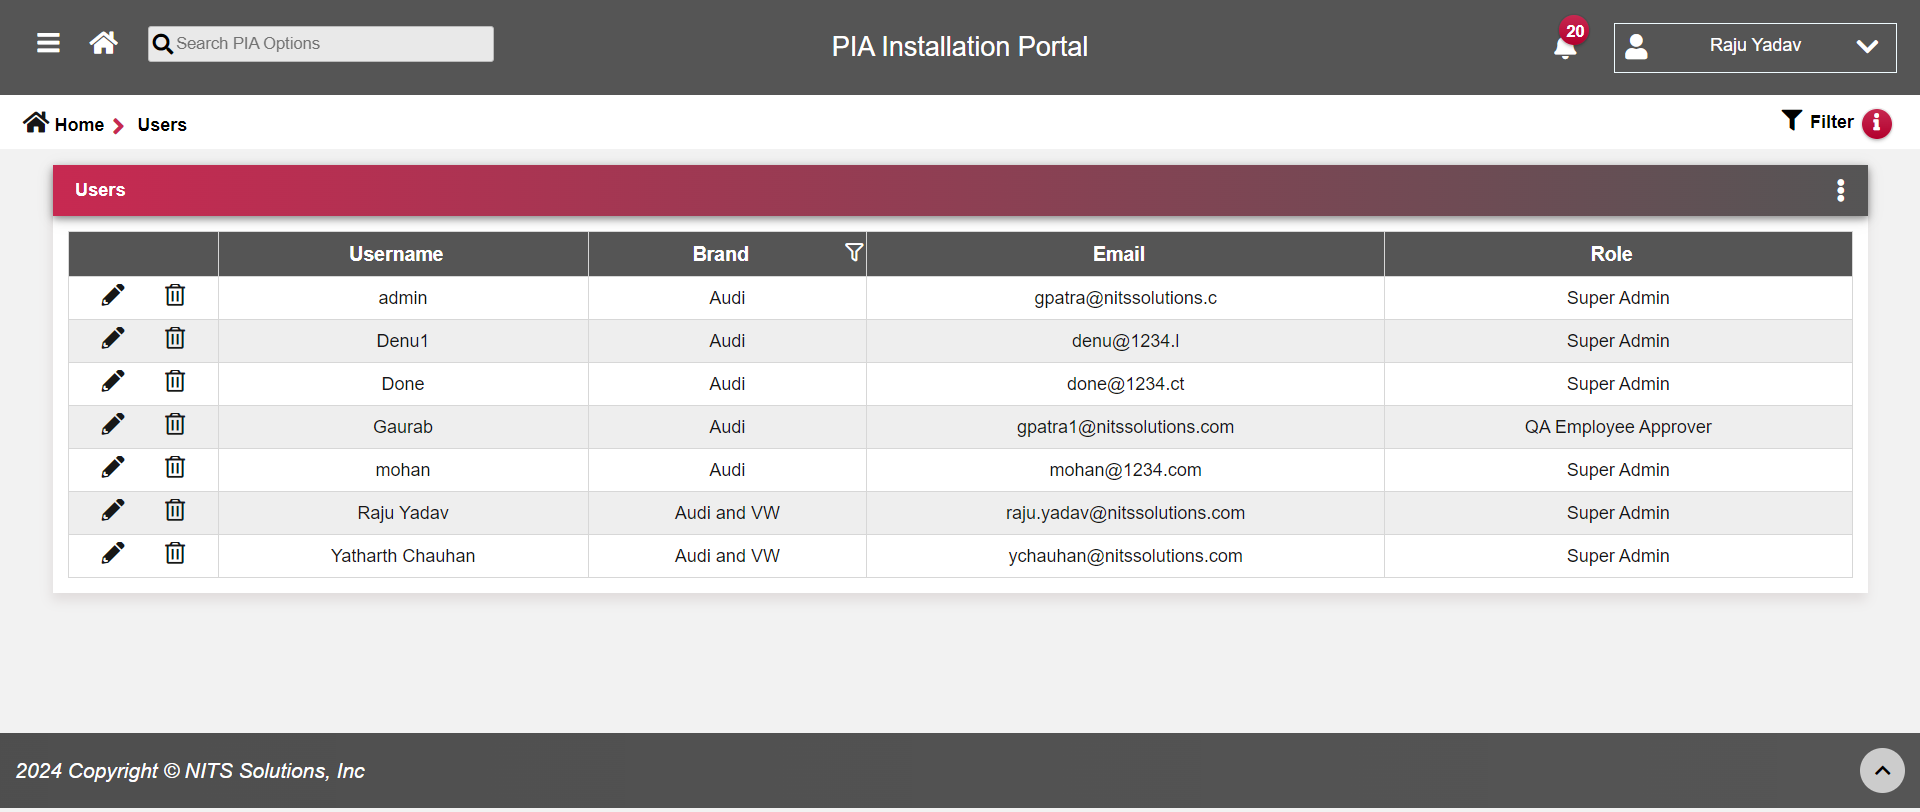 Search PIA Options
PIA Installation Portal
20
Raju Yadav
Home Users
Filter
Users
Username Brand Email Role
admin Audi gpatra@nitssolutions.c Super Admin
Denu1 Audi denu@1234.l Super Admin
Done Audi done@1234.ct Super Admin
Gaurab Audi gpatra1@nitssolutions.com QA Employee Approver
mohan Audi mohan@1234.com Super Admin
Raju Yadav Audi and VW raju.yadav@nitssolutions.com Super Admin
Yatharth Chauhan Audi and VW ychauhan@nitssolutions.com Super Admin
2024 Copyright © NITS Solutions, Inc